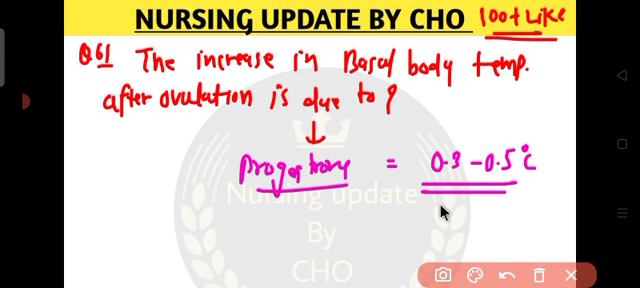 NURSING UPDATE BY CHO 100+ Like
Q61 The increase in Basal body temp.
after ovulation is due to?
↓
Progestrone = 0.3-0.5°C
Nursing update
By
CHO